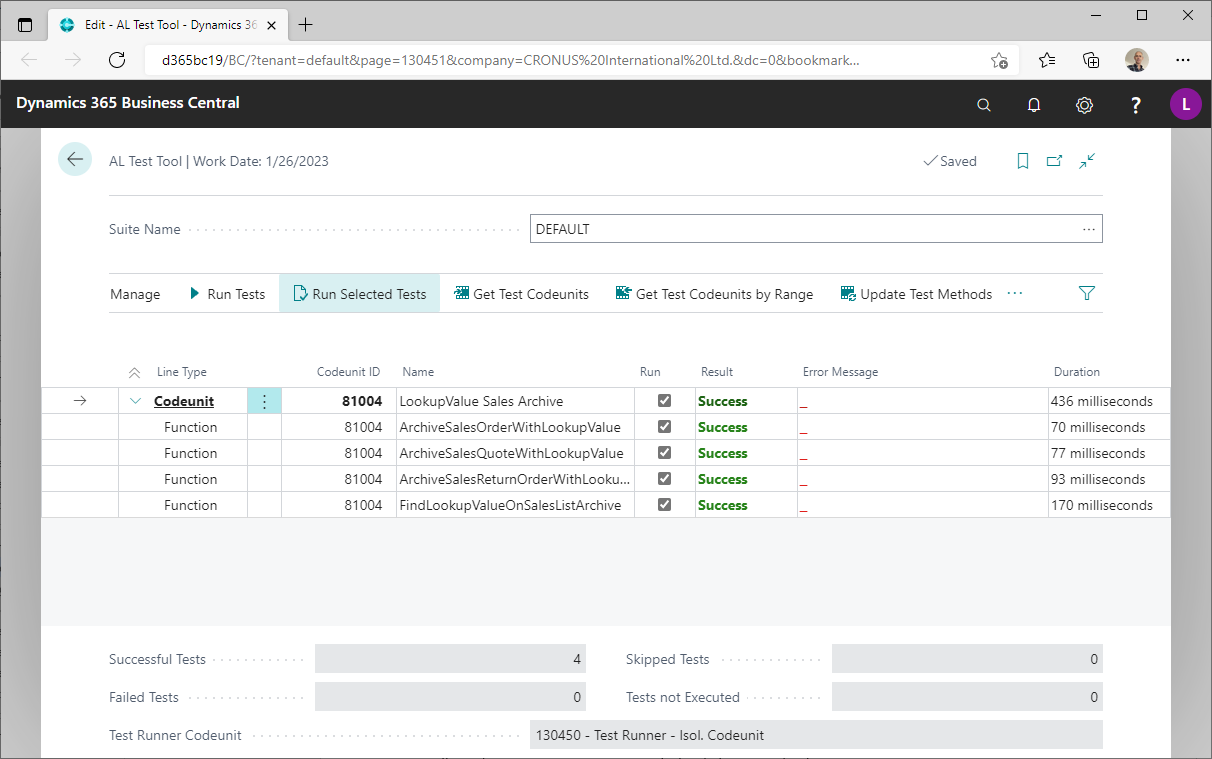 Edit - AL Test Tool - Dynamics 36
d365bc19/BC/?tenant=default&page=130451&company=CRONUS%20International%20Ltd.&dc=0&bookmark...
Dynamics 365 Business Central
? L
AL Test Tool | Work Date: 1/26/2023 Saved
Suite Name DEFAULT ...
Manage Run Tests Run Selected Tests Get Test Codeunits Get Test Codeunits by Range Update Test Methods ...
Line Type Codeunit ID Name Run Result Error Message Duration
Codeunit 81004 LookupValue Sales Archive Success _ 436 milliseconds
Function 81004 ArchiveSalesOrderWithLookupValue Success _ 70 milliseconds
Function 81004 ArchiveSalesQuoteWithLookupValue Success _ 77 milliseconds
Function 81004 ArchiveSalesReturnOrderWithLooku... Success _ 93 milliseconds
Function 81004 FindLookupValueOnSalesListArchive Success _ 170 milliseconds
Successful Tests 4 Skipped Tests 0
Failed Tests 0 Tests not Executed 0
Test Runner Codeunit 130450 - Test Runner - Isol. Codeunit